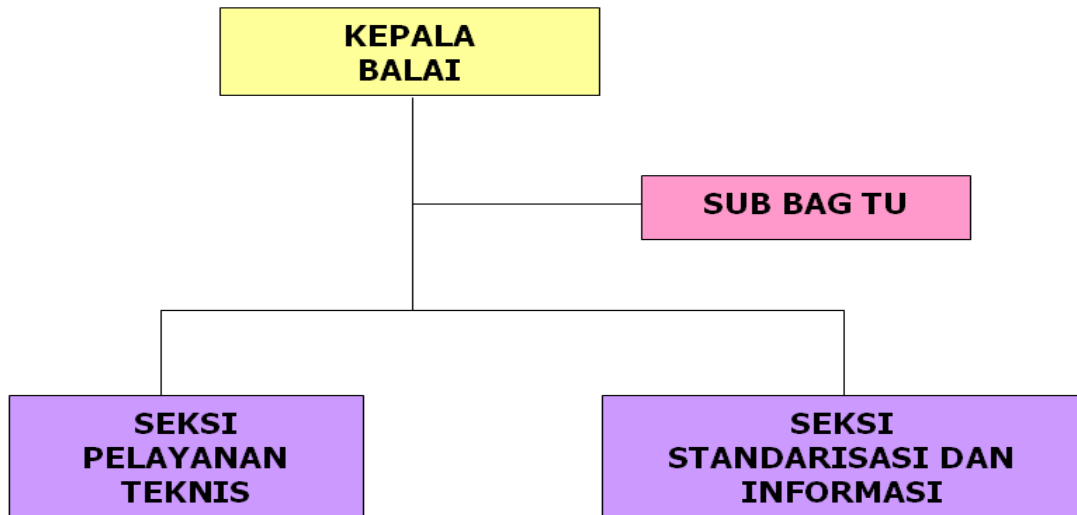 KEPALA
BALAI
SUB BAG TU
SEKSI
PELAYANAN
TEKNIS
SEKSI
STANDARISASI DAN
INFORMASI